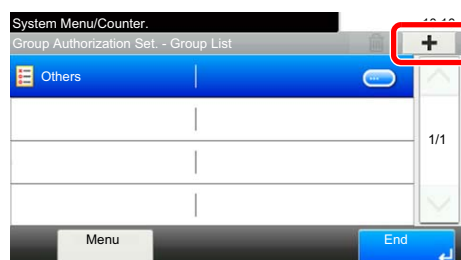 System Menu/Counter.
Group Authorization Set. - Group List
Others
1/1
Menu
End